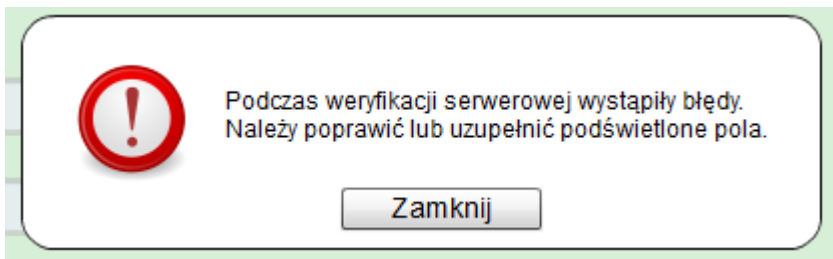 Podczas weryfikacji serwerowej wystąpiły błędy.
Należy poprawić lub uzupełnić podświetlone pola.
Zamknij